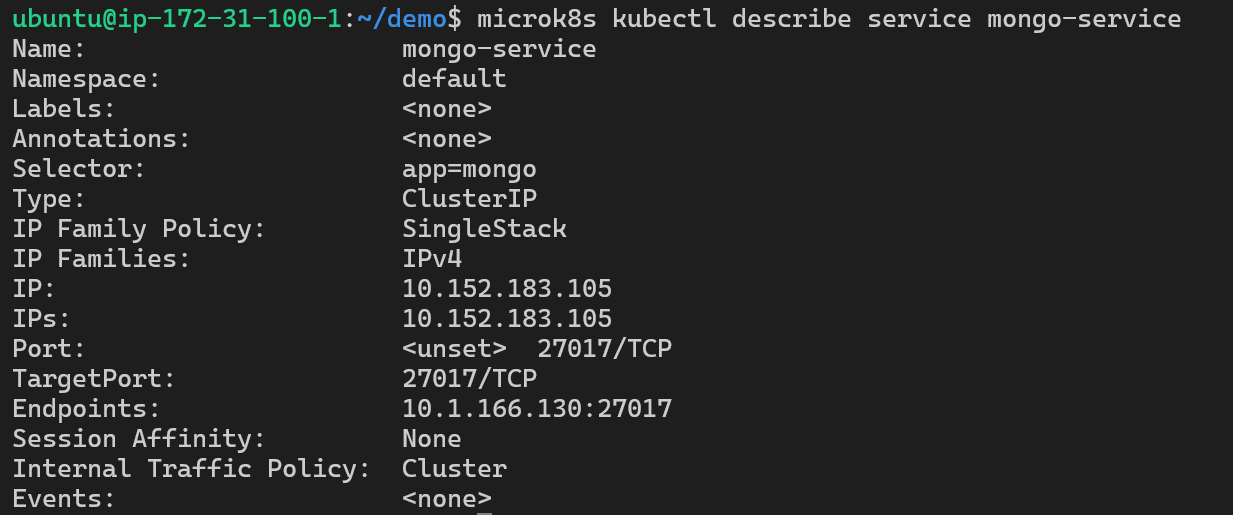 ubuntu@ip-172-31-100-1:~/demo$ microk8s kubectl describe service mongo-service
Name:                     mongo-service
Namespace:                default
Labels:                   <none>
Annotations:              <none>
Selector:                 app=mongo
Type:                     ClusterIP
IP Family Policy:         SingleStack
IP Families:              IPv4
IP:                       10.152.183.105
IPs:                      10.152.183.105
Port:                     <unset>  27017/TCP
TargetPort:               27017/TCP
Endpoints:                10.1.166.130:27017
Session Affinity:         None
Internal Traffic Policy:  Cluster
Events:                   <none>